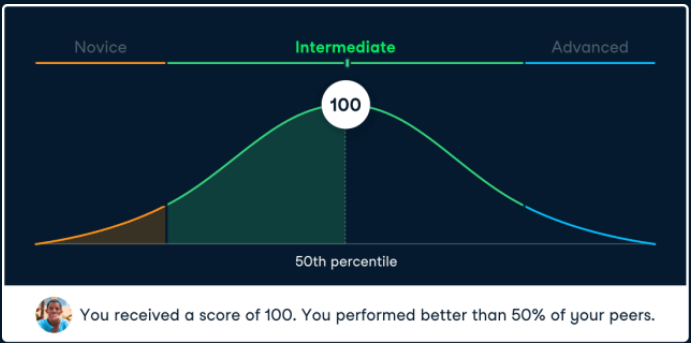 Novice Intermediate Advanced
100
50th percentile
You received a score of 100. You performed better than 50% of your peers.